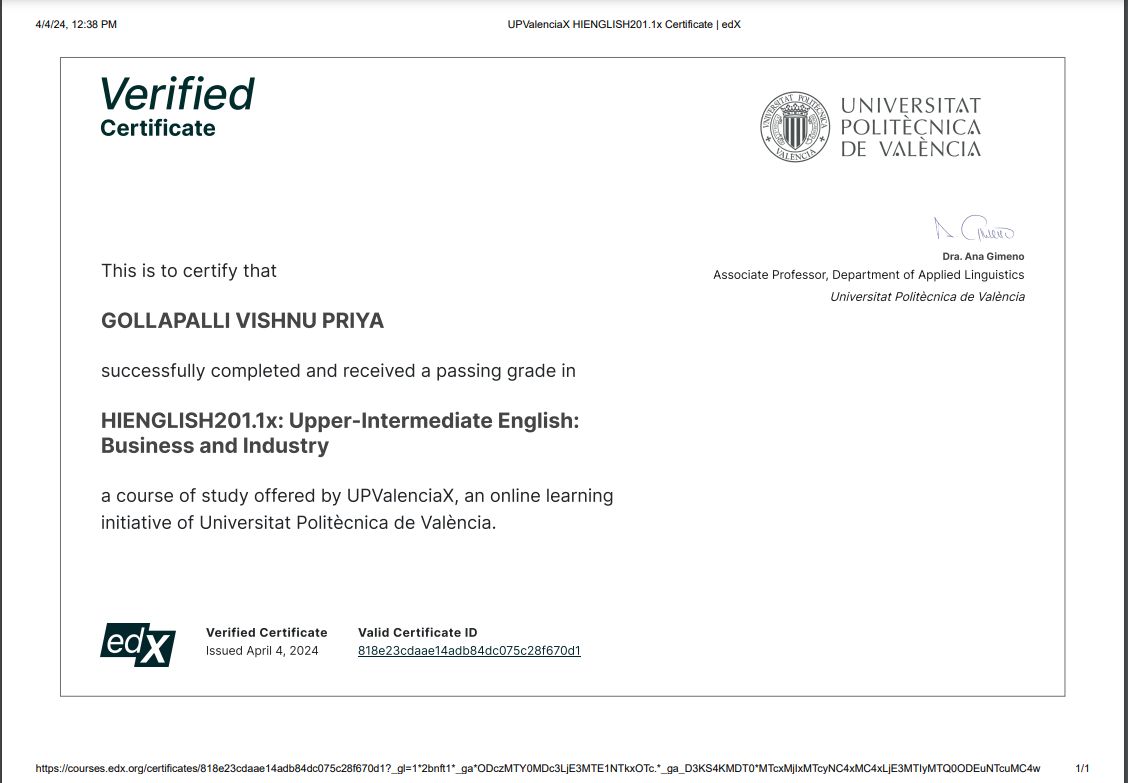 4/4/24, 12:38 PM
UPValenciaX HIENGLISH201.1x Certificate | edX
Verified
Certificate
UNIVERSITAT POLITÈCNICA
VALENCIA
UNIVERSITAT
POLITÈCNICA
DE VALÈNCIA
Dra. Ana Gimeno
Associate Professor, Department of Applied Linguistics
Universitat Politècnica de València
This is to certify that
GOLLAPALLI VISHNU PRIYA
successfully completed and received a passing grade in
HIENGLISH201.1x: Upper-Intermediate English:
Business and Industry
a course of study offered by UPValenciaX, an online learning
initiative of Universitat Politècnica de València.
edX
Verified Certificate
Issued April 4, 2024
Valid Certificate ID
818e23cdaae14adb84dc075c28f670d1
https://courses.edx.org/certificates/818e23cdaae14adb84dc075c28f670d1?_gl=1*2bnft1*_ga*ODczMTY0MDc3LjE3MTE1NTkxOTc.*_ga_D3KS4KMDT0*MTcxMjIxMTcyNC4xMC4xLjE3MTIyMTQ0ODEuNTcuMC4w
1/1